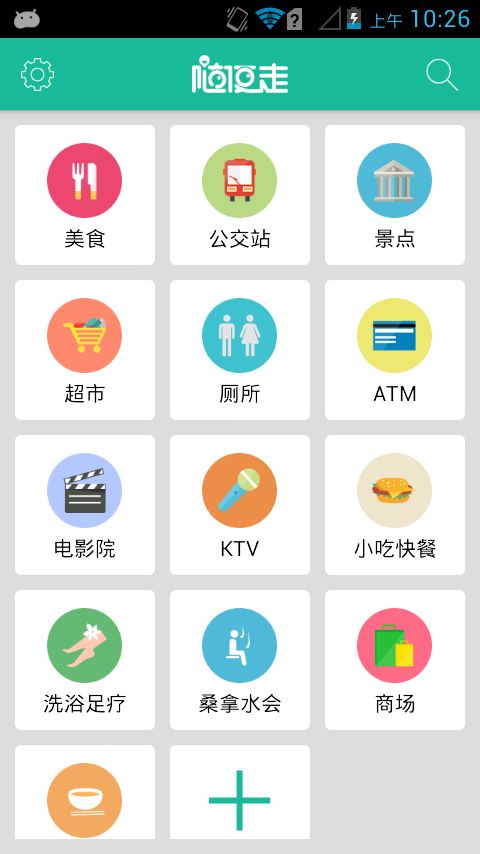 上午 10:26
随便走
美食
公交站
景点
超市
厕所
ATM
电影院
KTV
小吃快餐
洗浴足疗
桑拿水会
商场